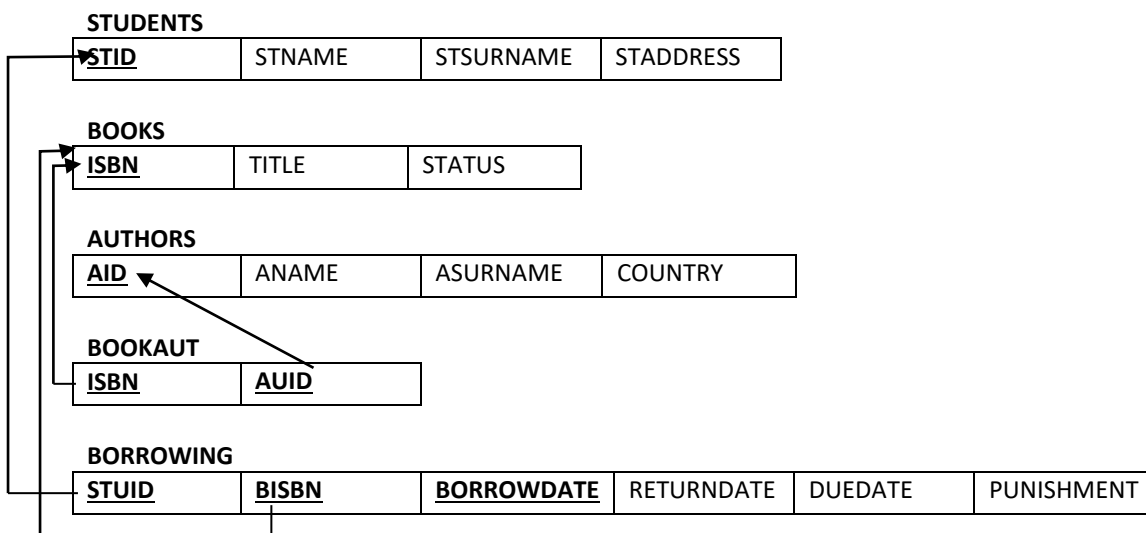 STUDENTS
STID STNAME STSURNAME STADDRESS
BOOKS
ISBN TITLE STATUS
AUTHORS
AID ANAME ASURNAME COUNTRY
BOOKAUT
ISBN AUID
BORROWING
STUID BISBN BORROWDATE RETURNDATE DUEDATE PUNISHMENT